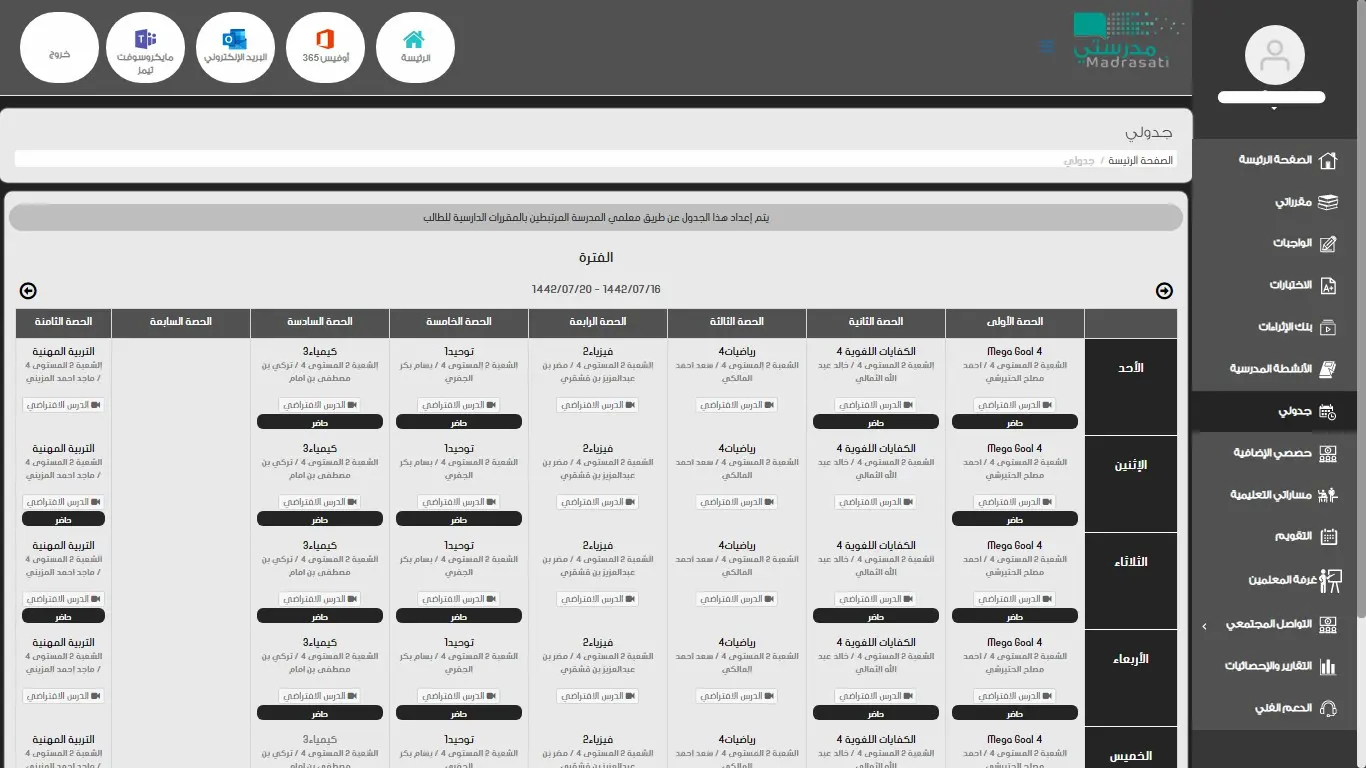 مدرستي
Madrasati
الرئيسة
أوفيس 365
البريد الإلكتروني
مايكروسوفت
تيمز
خروج
الصفحة الرئيسة
مقرراتي
الواجبات
الاختبارات
بنك الإثراءات
الأنشطة المدرسية
جدولي
حصصي الإضافية
مساراتي التعليمية
التقويم
غرفة المعلمين
التواصل المجتمعي
التقارير والإحصائيات
الدعم الفني
جدولي
الصفحة الرئيسة / جدولي
يتم إعداد هذا الجدول عن طريق معلمي المدرسة المرتبطين بالمقررات الدارسية للطالب
الفترة
1442/07/20 - 1442/07/16
الحصة الأولى الحصة الثانية الحصة الثالثة الحصة الرابعة الحصة الخامسة الحصة السادسة الحصة السابعة الحصة الثامنة
الأحد
Mega Goal 4 الكفايات اللغوية 4 رياضيات4 فيزياء2 توحيد1 كيمياء3 التربية المهنية
الشعبة 2 المستوى 4 / احمد الشعبة 2 المستوى 4 / خالد عيد الشعبة 2 المستوى 4 / سعد احمد الشعبة 2 المستوى 4 / مضر بن الشعبة 2 المستوى 4 / بسام بكر الشعبة 2 المستوى 4 / تركي بن الشعبة 2 المستوى 4
مصلح الحتيرشي الله الثمالي المالكي عبدالعزيز بن قشقري الجفري مصطفى بن امام / ماجد احمد المزيني
الدرس الافتراضي الدرس الافتراضي الدرس الافتراضي الدرس الافتراضي الدرس الافتراضي الدرس الافتراضي الدرس الافتراضي
حاضر حاضر حاضر حاضر
الإثنين
Mega Goal 4 الكفايات اللغوية 4 رياضيات4 فيزياء2 توحيد1 كيمياء3 التربية المهنية
الشعبة 2 المستوى 4 / احمد الشعبة 2 المستوى 4 / خالد عيد الشعبة 2 المستوى 4 / سعد احمد الشعبة 2 المستوى 4 / مضر بن الشعبة 2 المستوى 4 / بسام بكر الشعبة 2 المستوى 4 / تركي بن الشعبة 2 المستوى 4
مصلح الحتيرشي الله الثمالي المالكي عبدالعزيز بن قشقري الجفري مصطفى بن امام / ماجد احمد المزيني
الدرس الافتراضي الدرس الافتراضي الدرس الافتراضي الدرس الافتراضي الدرس الافتراضي الدرس الافتراضي الدرس الافتراضي
حاضر حاضر حاضر حاضر
الثلاثاء
Mega Goal 4 الكفايات اللغوية 4 رياضيات4 فيزياء2 توحيد1 كيمياء3 التربية المهنية
الشعبة 2 المستوى 4 / احمد الشعبة 2 المستوى 4 / خالد عيد الشعبة 2 المستوى 4 / سعد احمد الشعبة 2 المستوى 4 / مضر بن الشعبة 2 المستوى 4 / بسام بكر الشعبة 2 المستوى 4 / تركي بن الشعبة 2 المستوى 4
مصلح الحتيرشي الله الثمالي المالكي عبدالعزيز بن قشقري الجفري مصطفى بن امام / ماجد احمد المزيني
الدرس الافتراضي الدرس الافتراضي الدرس الافتراضي الدرس الافتراضي الدرس الافتراضي الدرس الافتراضي الدرس الافتراضي
حاضر حاضر حاضر حاضر حاضر
الأربعاء
Mega Goal 4 الكفايات اللغوية 4 رياضيات4 فيزياء2 توحيد1 كيمياء3 التربية المهنية
الشعبة 2 المستوى 4 / احمد الشعبة 2 المستوى 4 / خالد عيد الشعبة 2 المستوى 4 / سعد احمد الشعبة 2 المستوى 4 / مضر بن الشعبة 2 المستوى 4 / بسام بكر الشعبة 2 المستوى 4 / تركي بن الشعبة 2 المستوى 4
مصلح الحتيرشي الله الثمالي المالكي عبدالعزيز بن قشقري الجفري مصطفى بن امام / ماجد احمد المزيني
الدرس الافتراضي الدرس الافتراضي الدرس الافتراضي الدرس الافتراضي الدرس الافتراضي الدرس الافتراضي الدرس الافتراضي
حاضر حاضر حاضر حاضر
الخميس
Mega Goal 4 الكفايات اللغوية 4 رياضيات4 فيزياء2 توحيد1 كيمياء3 التربية المهنية
الشعبة 2 المستوى 4 / احمد الشعبة 2 المستوى 4 / خالد عيد الشعبة 2 المستوى 4 / سعد احمد الشعبة 2 المستوى 4 / مضر بن الشعبة 2 المستوى 4 / بسام بكر الشعبة 2 المستوى 4 / تركي بن الشعبة 2 المستوى 4
مصلح الحتيرشي الله الثمالي المالكي عبدالعزيز بن قشقري الجفري مصطفى بن امام / ماجد احمد المزيني